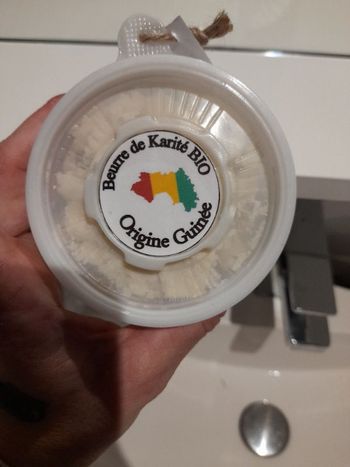 Beurre de Karité BIO
Origine Guinée